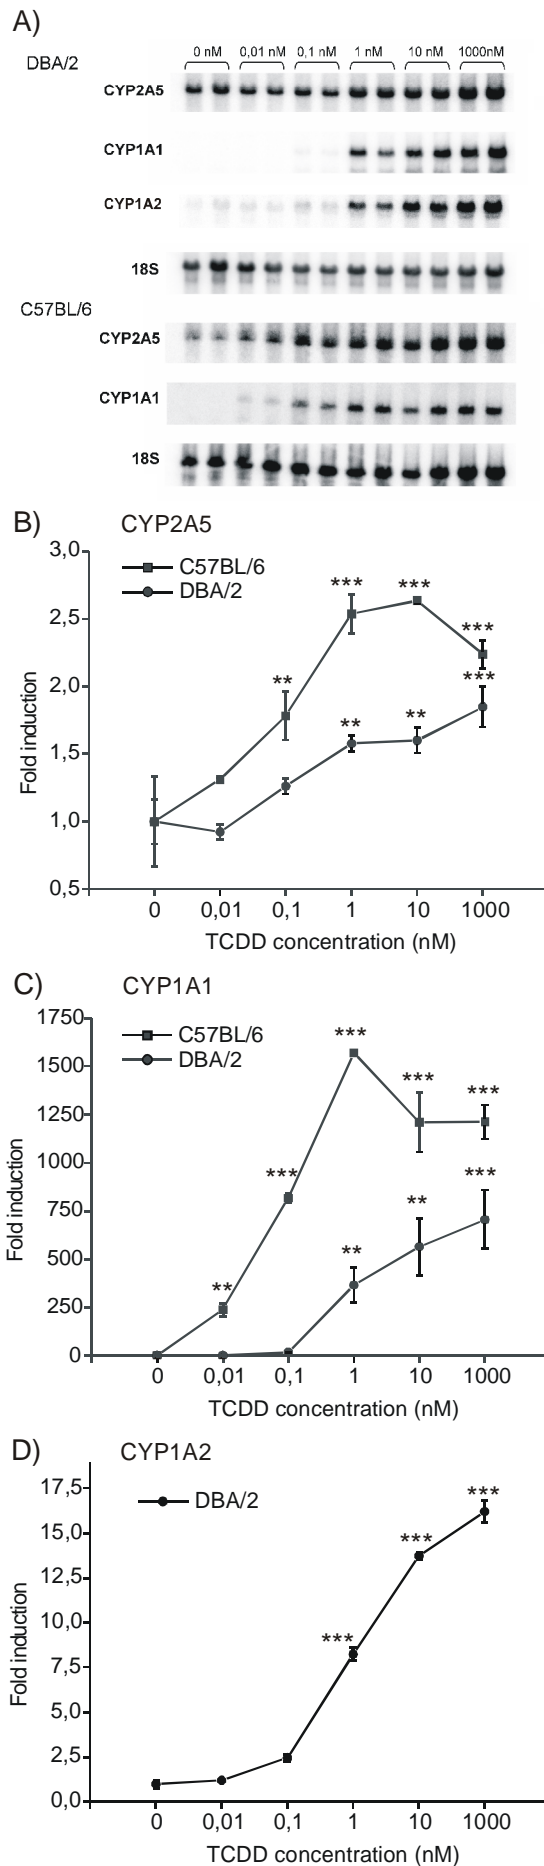 A)
0 nM 0,01 nM 0,1 nM 1 nM 10 nM 1000nM
DBA/2
CYP2A5
CYP1A1
CYP1A2
18S
C57BL/6
CYP2A5
CYP1A1
18S
B) CYP2A5
C57BL/6
DBA/2
3,0
2,5
2,0
1,5
1,0
0,5
Fold induction
***
***
***
**
***
**
**
0 0,01 0,1 1 10 1000
TCDD concentration (nM)
C) CYP1A1
C57BL/6
DBA/2
1750
1500
1250
1000
750
500
250
0
Fold induction
***
***
***
***
***
**
**
**
0 0,01 0,1 1 10 1000
TCDD concentration (nM)
D) CYP1A2
DBA/2
17,5
15,0
12,5
10,0
7,5
5,0
2,5
0,0
Fold induction
***
***
***
0 0,01 0,1 1 10 1000
TCDD concentration (nM)